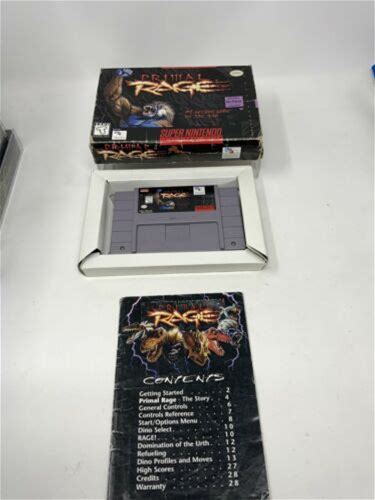 PRIMAL
RAGE
SUPER NINTENDO
PRIMAL
RAGE
RAGE
PRIMAL
RAGE
CONTENTS
Getting Started . . . . . . . 2
Primal Rage - The Story . . 4
General Controls . . . . . . 6
Controls Reference . . . . . 7
Start/Options Menu . . . . . 8
Dino Select . . . . . . . . 10
RAGE! . . . . . . . . . . . 10
Domination of the Urth . . 12
Refueling . . . . . . . . . 12
Dino Profiles and Moves . . 13
High Scores . . . . . . . . 27
Credits . . . . . . . . . . 28
Warranty . . . . . . . . . 28